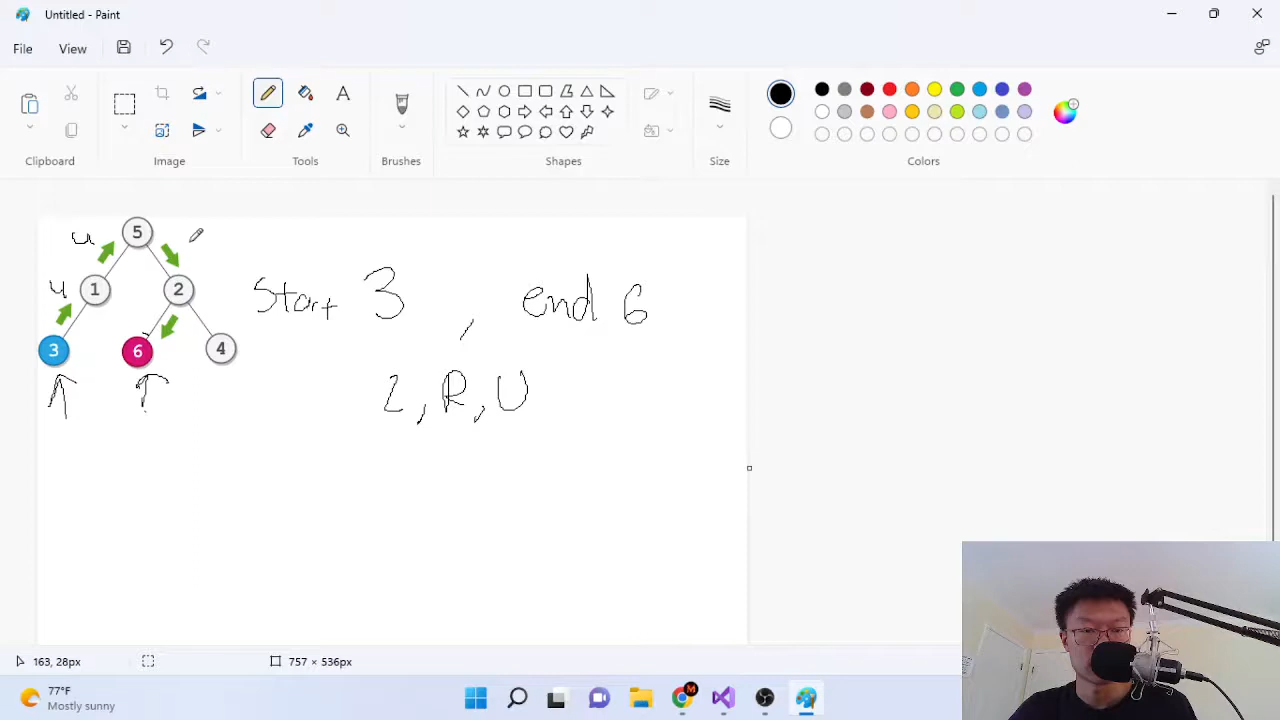 Untitled - Paint
File View
Clipboard Image Tools Brushes Shapes Size Colors
A
u 5
u 1 2 Start 3 , end 6
3 6 4
L, R, U
163, 28px 757 × 536px
77°F
Mostly sunny
M